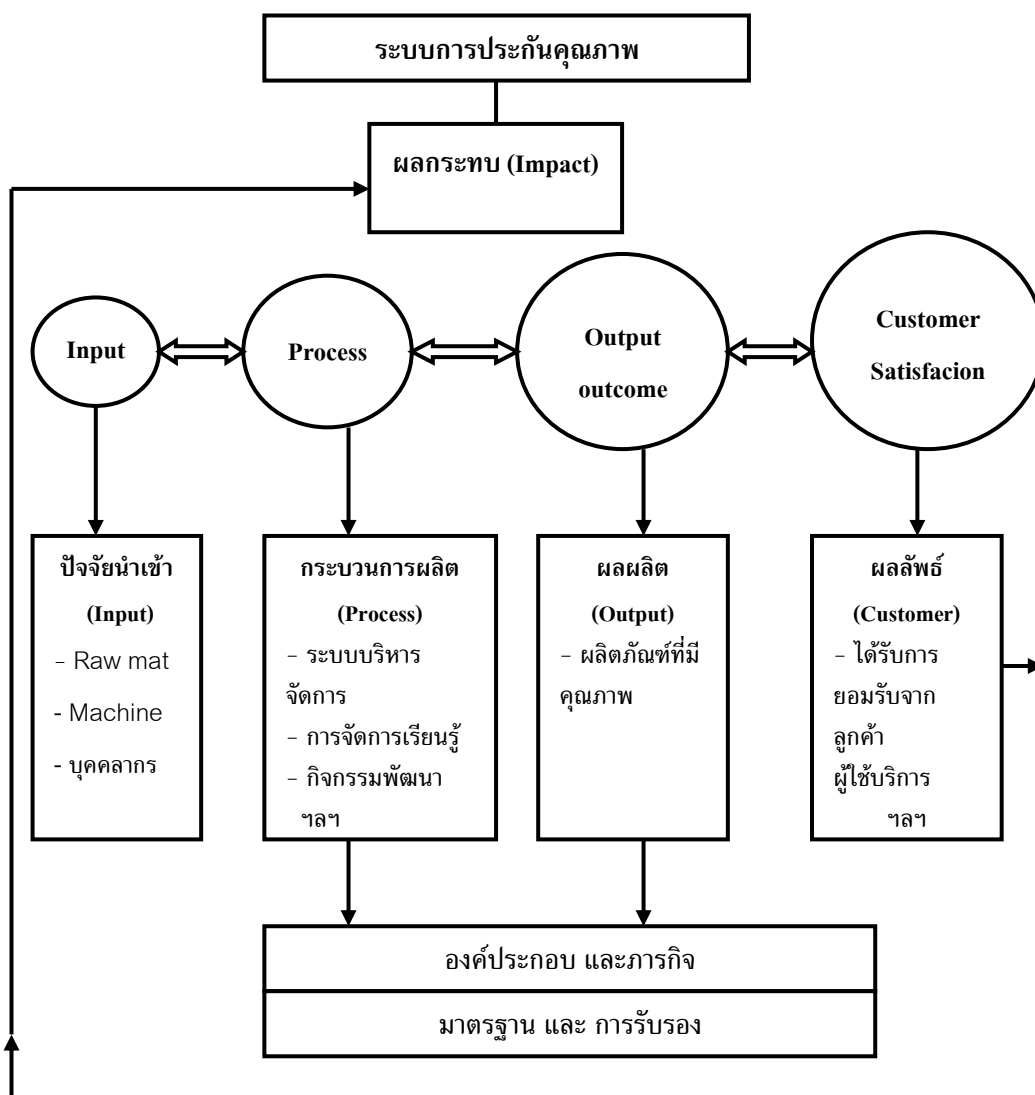 ระบบการประกันคุณภาพ
ผลกระทบ (Impact)
Input
Process
Output
outcome
Customer
Satisfacion
ปัจจัยนำเข้า
(Input)
- Raw mat
- Machine
- บุคคลากร
กระบวนการผลิต
(Process)
- ระบบบริหาร
จัดการ
- การจัดการเรียนรู้
- กิจกรรมพัฒนา
ฯลฯ
ผลผลิต
(Output)
- ผลิตภัณฑ์ที่มี
คุณภาพ
ผลลัพธ์
(Customer)
- ได้รับการ
ยอมรับจาก
ลูกค้า
ผู้ใช้บริการ
ฯลฯ
องค์ประกอบ และภารกิจ
มาตรฐาน และ การรับรอง